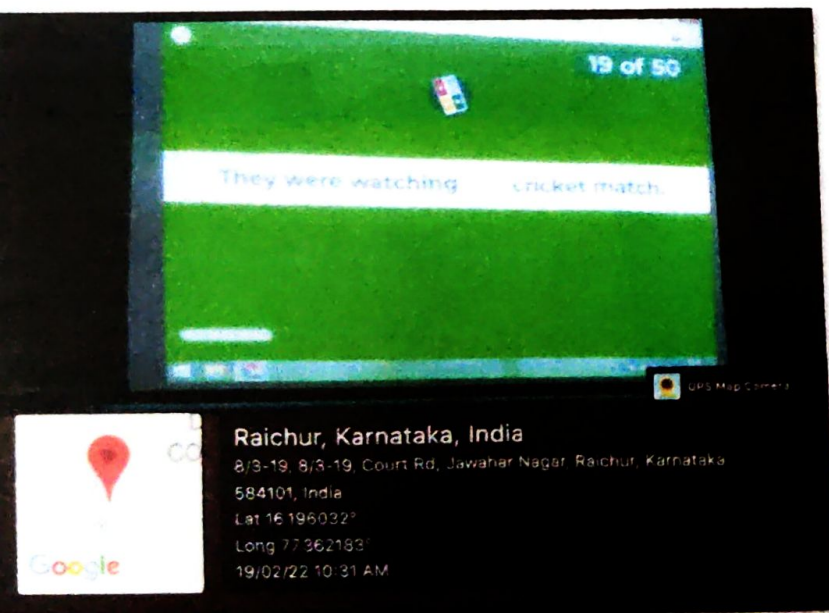 19 of 50
They were watching cricket match.
GPS Map Camera
Raichur, Karnataka, India
8/3-19, 8/3-19, Court Rd, Jawahar Nagar, Raichur, Karnataka
584101, India
Lat 16.196032°
Long 77.362183°
19/02/22 10:31 AM
Google